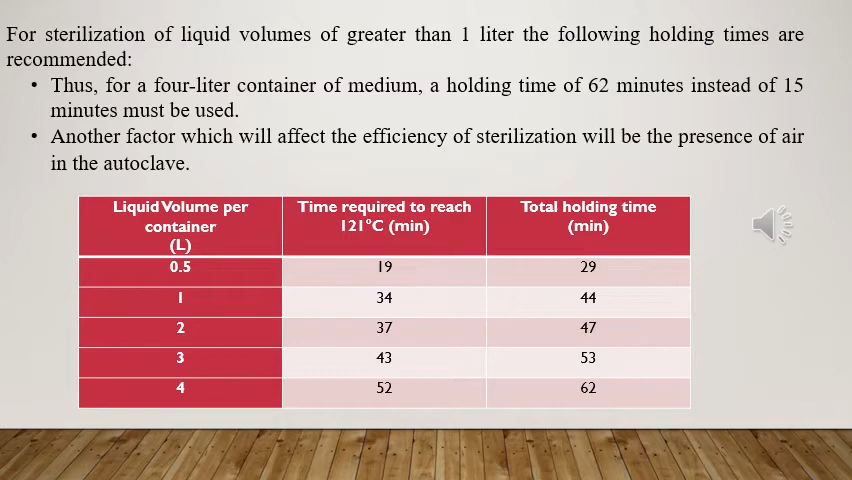 For sterilization of liquid volumes of greater than 1 liter the following holding times are
recommended:
• Thus, for a four-liter container of medium, a holding time of 62 minutes instead of 15
minutes must be used.
• Another factor which will affect the efficiency of sterilization will be the presence of air
in the autoclave.
Liquid Volume per container (L) Time required to reach 121°C (min) Total holding time (min)
0.5 19 29
1 34 44
2 37 47
3 43 53
4 52 62